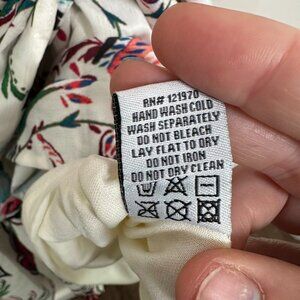 RN# 121970
HAND WASH COLD
WASH SEPARATELY
DO NOT BLEACH
LAY FLAT TO DRY
DO NOT IRON
DO NOT DRY CLEAN